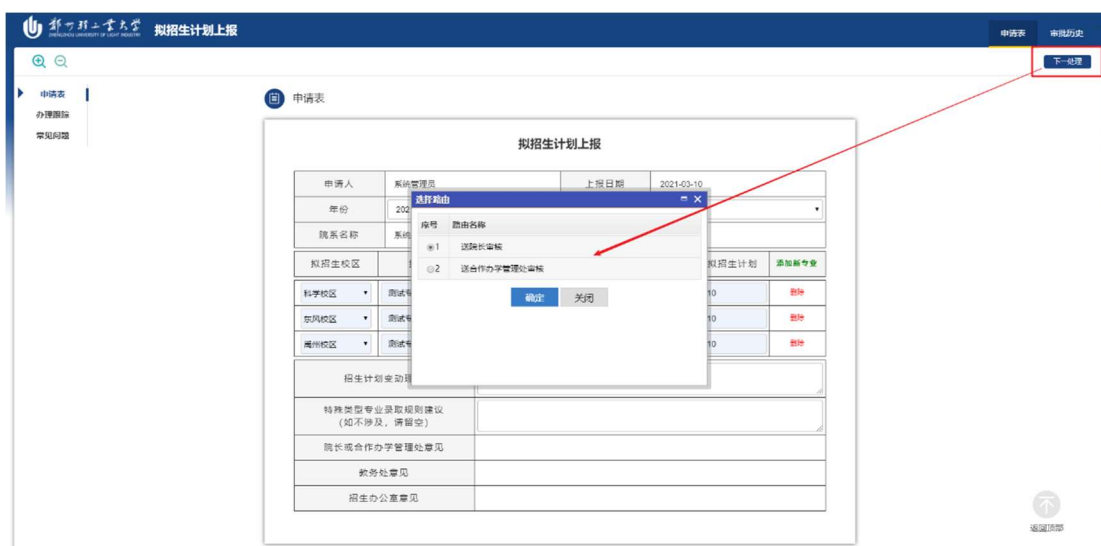 郑州轻工业大学 拟招生计划上报
ZHENGZHOU UNIVERSITY OF LIGHT INDUSTRY
申请表 审批历史
下一处理
申请表
办理跟踪
常见问题
申请表
拟招生计划上报
申请人 系统管理员 上报日期 2021-03-10
年份 202
院系名称 系统
选择路由
序号 路由名称
1 送院长审核
2 送合作办学管理处审核
确定 关闭
拟招生校区 拟招生计划 添加新专业
科学校区 测试专 10 删除
东风校区 测试专 10 删除
禹州校区 测试专 10 删除
招生计划变动理
特殊类型专业录取规则建议
(如不涉及，请留空)
院长或合作办学管理处意见
教务处意见
招生办公室意见
返回顶部